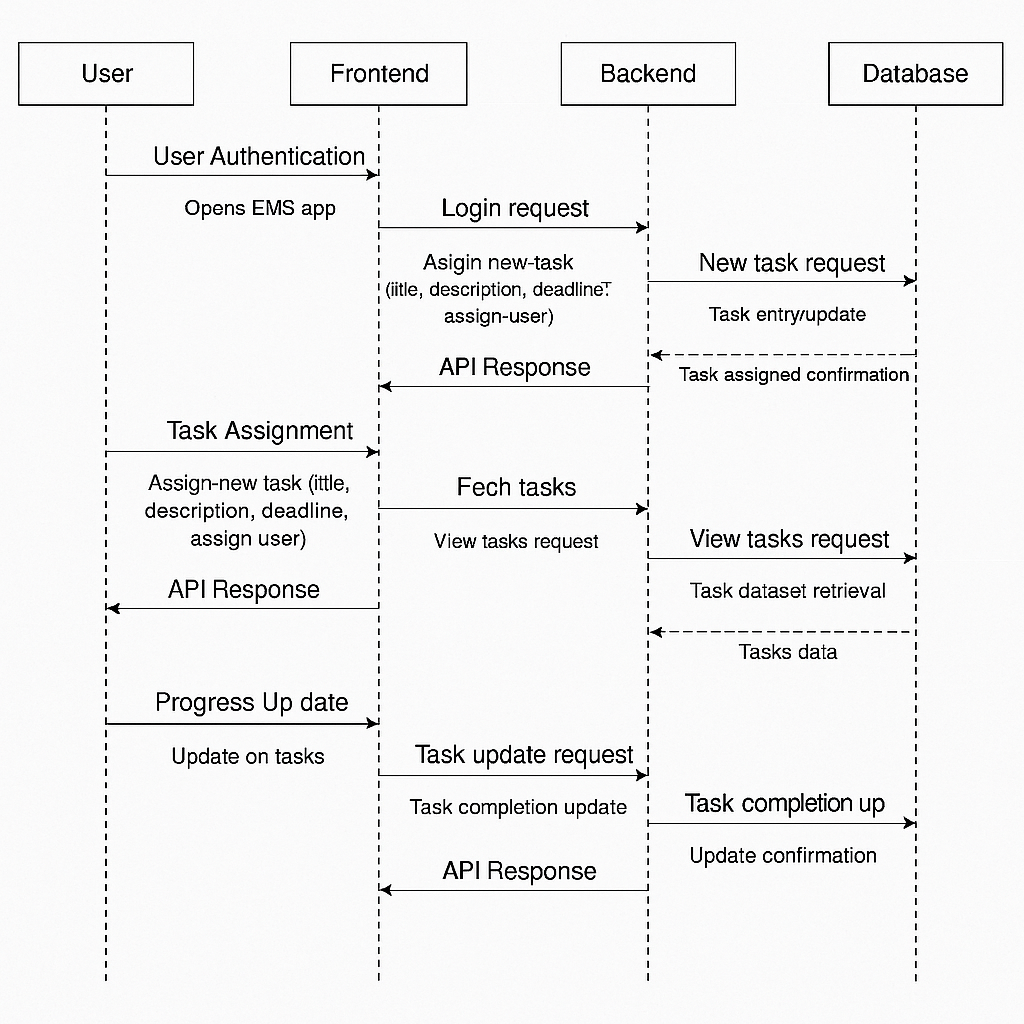 User
Frontend
Backend
Database
User Authentication
Opens EMS app
Login request
Asigin new-task
(iitle, description, deadline:
assign-user)
New task request
Task entry/update
Task assigned confirmation
API Response
Task Assignment
Assign-new task (ittle,
description, deadline,
assign user)
Fech tasks
View tasks request
View tasks request
Task dataset retrieval
API Response
Tasks data
Progress Up date
Update on tasks
Task update request
Task completion update
Task completion up
Update confirmation
API Response